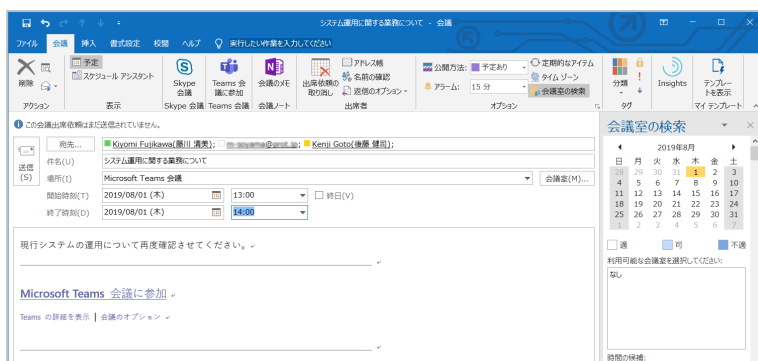 システム運用に関する業務について - 会議
ファイル 会議 挿入 書式設定 校閲 ヘルプ 実行したい作業を入力してください
削除
アクション
予定
スケジュール アシスタント
表示
Skype 会議
Skype 会議
Teams 会議に参加
Teams 会議
会議のメモ
会議ノート
出席依頼の取り消し
アドレス帳
名前の確認
返信のオプション
出席者
公開方法: 予定あり
アラーム: 15 分
定期的なアイテム
タイム ゾーン
会議室の検索
オプション
分類
タグ
Insights
テンプレートを表示
マイ テンプレート
この会議出席依頼はまだ送信されていません。
送信(S)
宛先... Kiyomi Fujikawa(藤川 清美); Kenji Goto(後藤 健司);
件名(U) システム運用に関する業務について
場所(I) Microsoft Teams 会議 会議室(M)...
開始時刻(T) 2019/08/01 (木) 13:00 終日(V)
終了時刻(D) 2019/08/01 (木) 14:00
現行システムの運用について再度確認させてください。
Microsoft Teams 会議に参加
Teams の詳細を表示 | 会議のオプション
会議室の検索
2019年8月
日 月 火 水 木 金 土
28 29 30 31 1 2 3
4 5 6 7 8 9 10
11 12 13 14 15 16 17
18 19 20 21 22 23 24
25 26 27 28 29 30 31
1 2 3 4 5 6 7
適 可 不適
利用可能な会議室を選択してください:
なし
時間の候補: